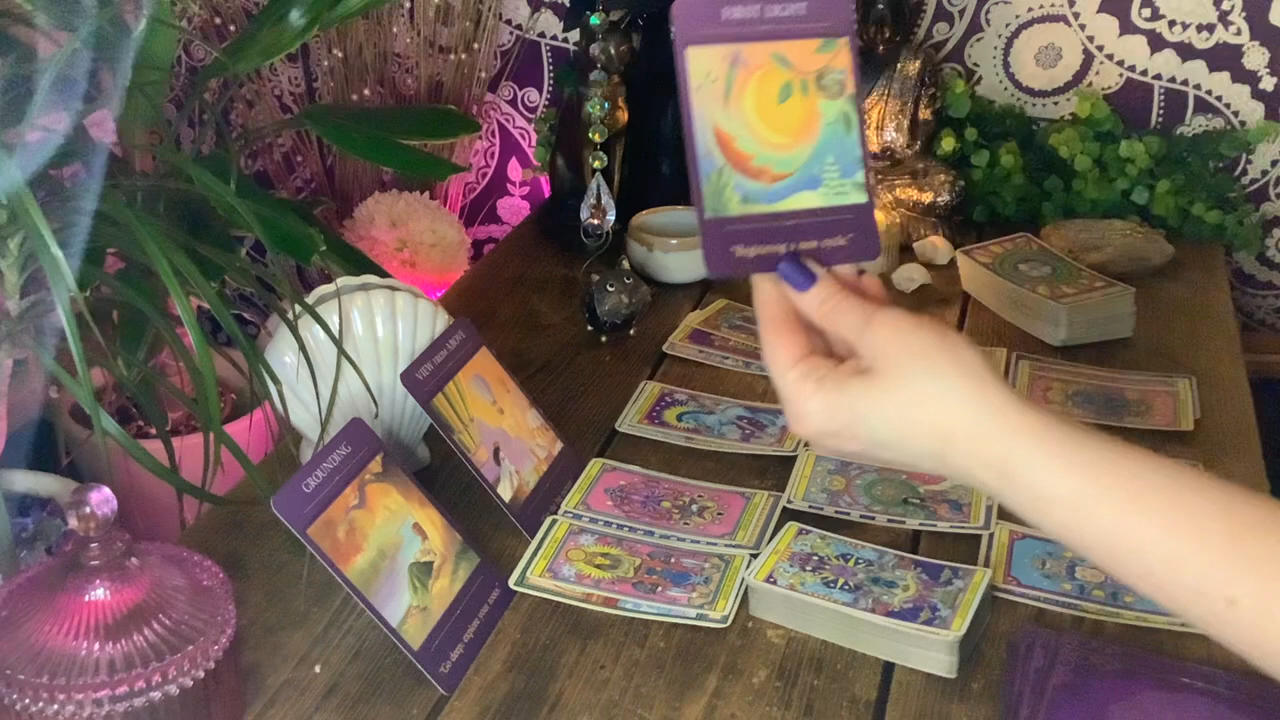 FIRST LIGHT
"Beginning a new cycle."
VIEW from ABOVE
GROUNDING
"Go deep: explore your roots"